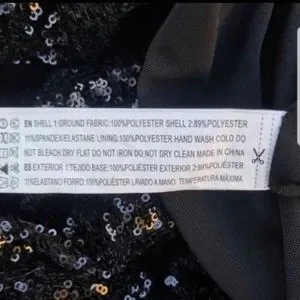 EN SHELL 1:GROUND FABRIC:100%POLYESTER SHELL 2:89%POLYESTER
11%SPANDEX/ELASTANE LINING:100%POLYESTER HAND WASH COLD DO
NOT BLEACH DRY FLAT DO NOT IRON DO NOT DRY CLEAN MADE IN CHINA
ES EXTERIOR 1:TEJIDO BASE:100%POLIÉSTER EXTERIOR 2:89%POLIÉSTER
11%ELASTANO FORRO:100%POLIÉSTER LAVADO A MANO. TEMPERATURA MÁXIMA